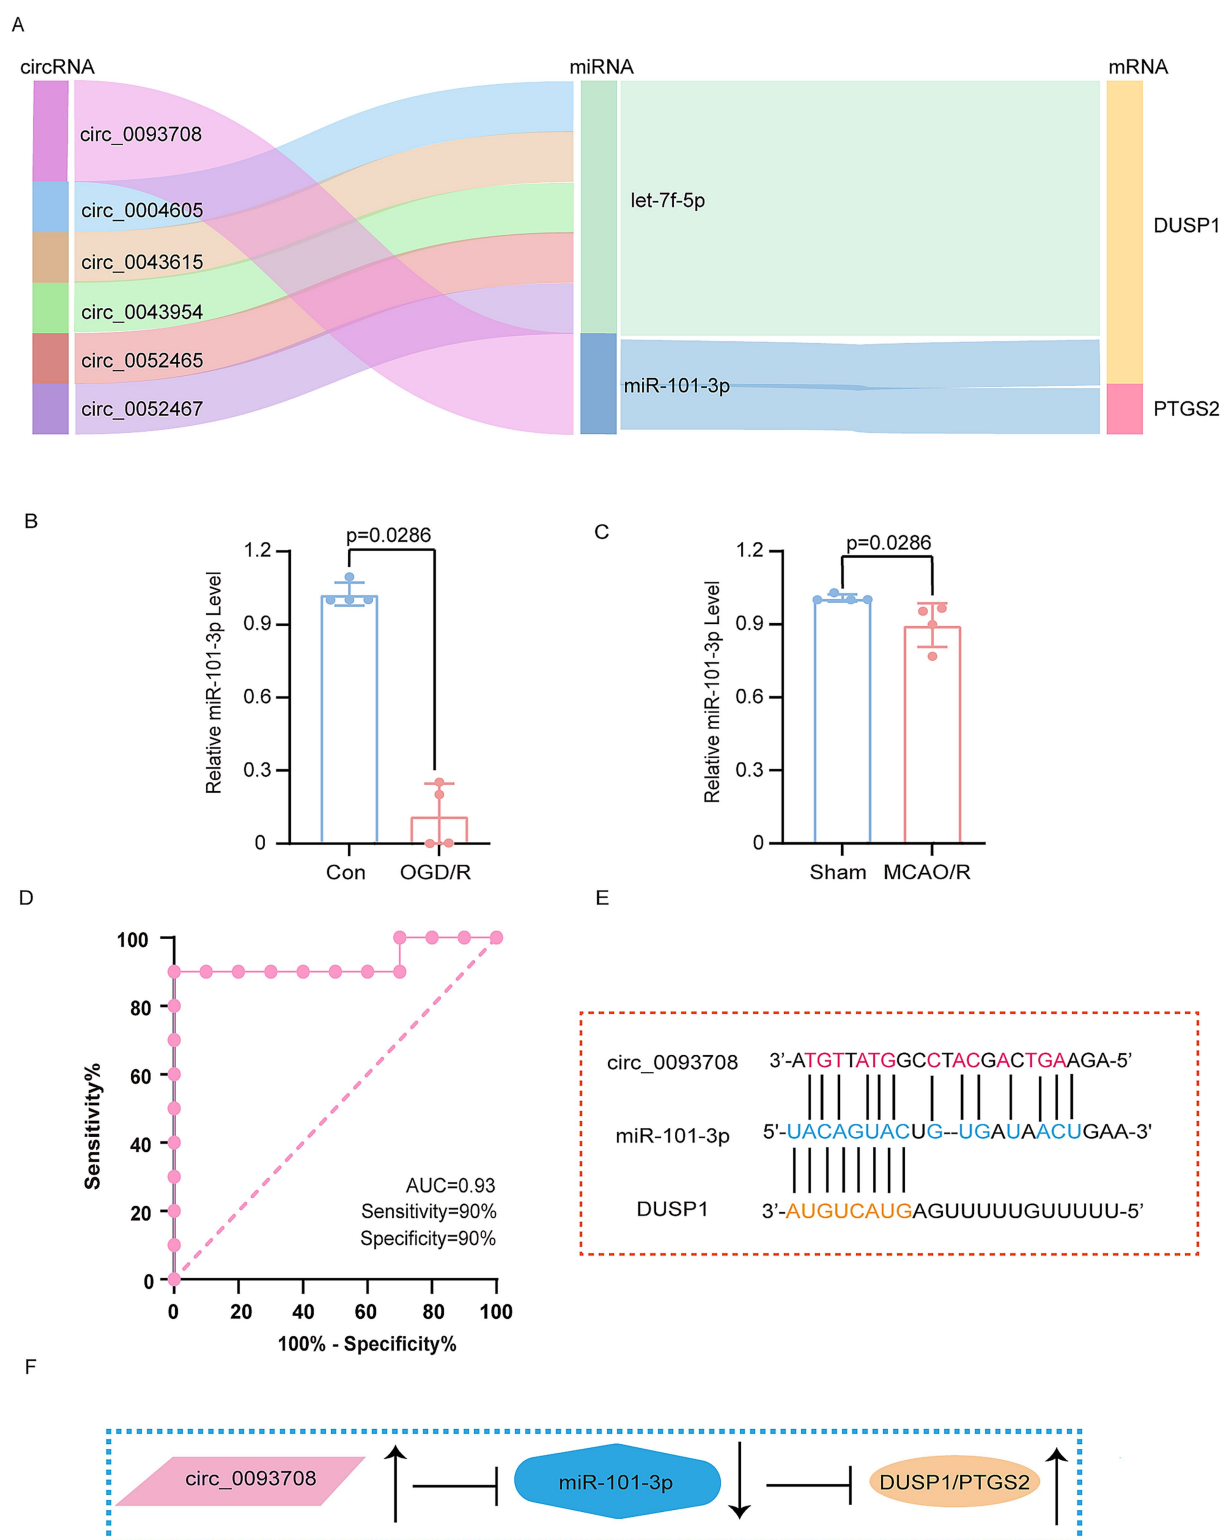 A
circRNA miRNA mRNA
circ_0093708
circ_0004605
circ_0043615
circ_0043954
circ_0052465
circ_0052467
let-7f-5p
miR-101-3p
DUSP1
PTGS2
B
p=0.0286
Relative miR-101-3p Level
1.2
0.9
0.6
0.3
0
Con OGD/R
C
p=0.0286
Relative miR-101-3p Level
1.2
0.9
0.6
0.3
0
Sham MCAO/R
D
Sensitivity%
100
80
60
40
20
0
AUC=0.93
Sensitivity=90%
Specificity=90%
0 20 40 60 80 100
100% - Specificity%
E
circ_0093708 3’-ATGTTATGGCCTACGACTGAAGA-5’
miR-101-3p 5'-UACAGUACUG--UGAUAACUGAA-3'
DUSP1 3’-AUGUCAUGAGUUUUUGUUUUU-5’
F
circ_0093708 miR-101-3p DUSP1/PTGS2